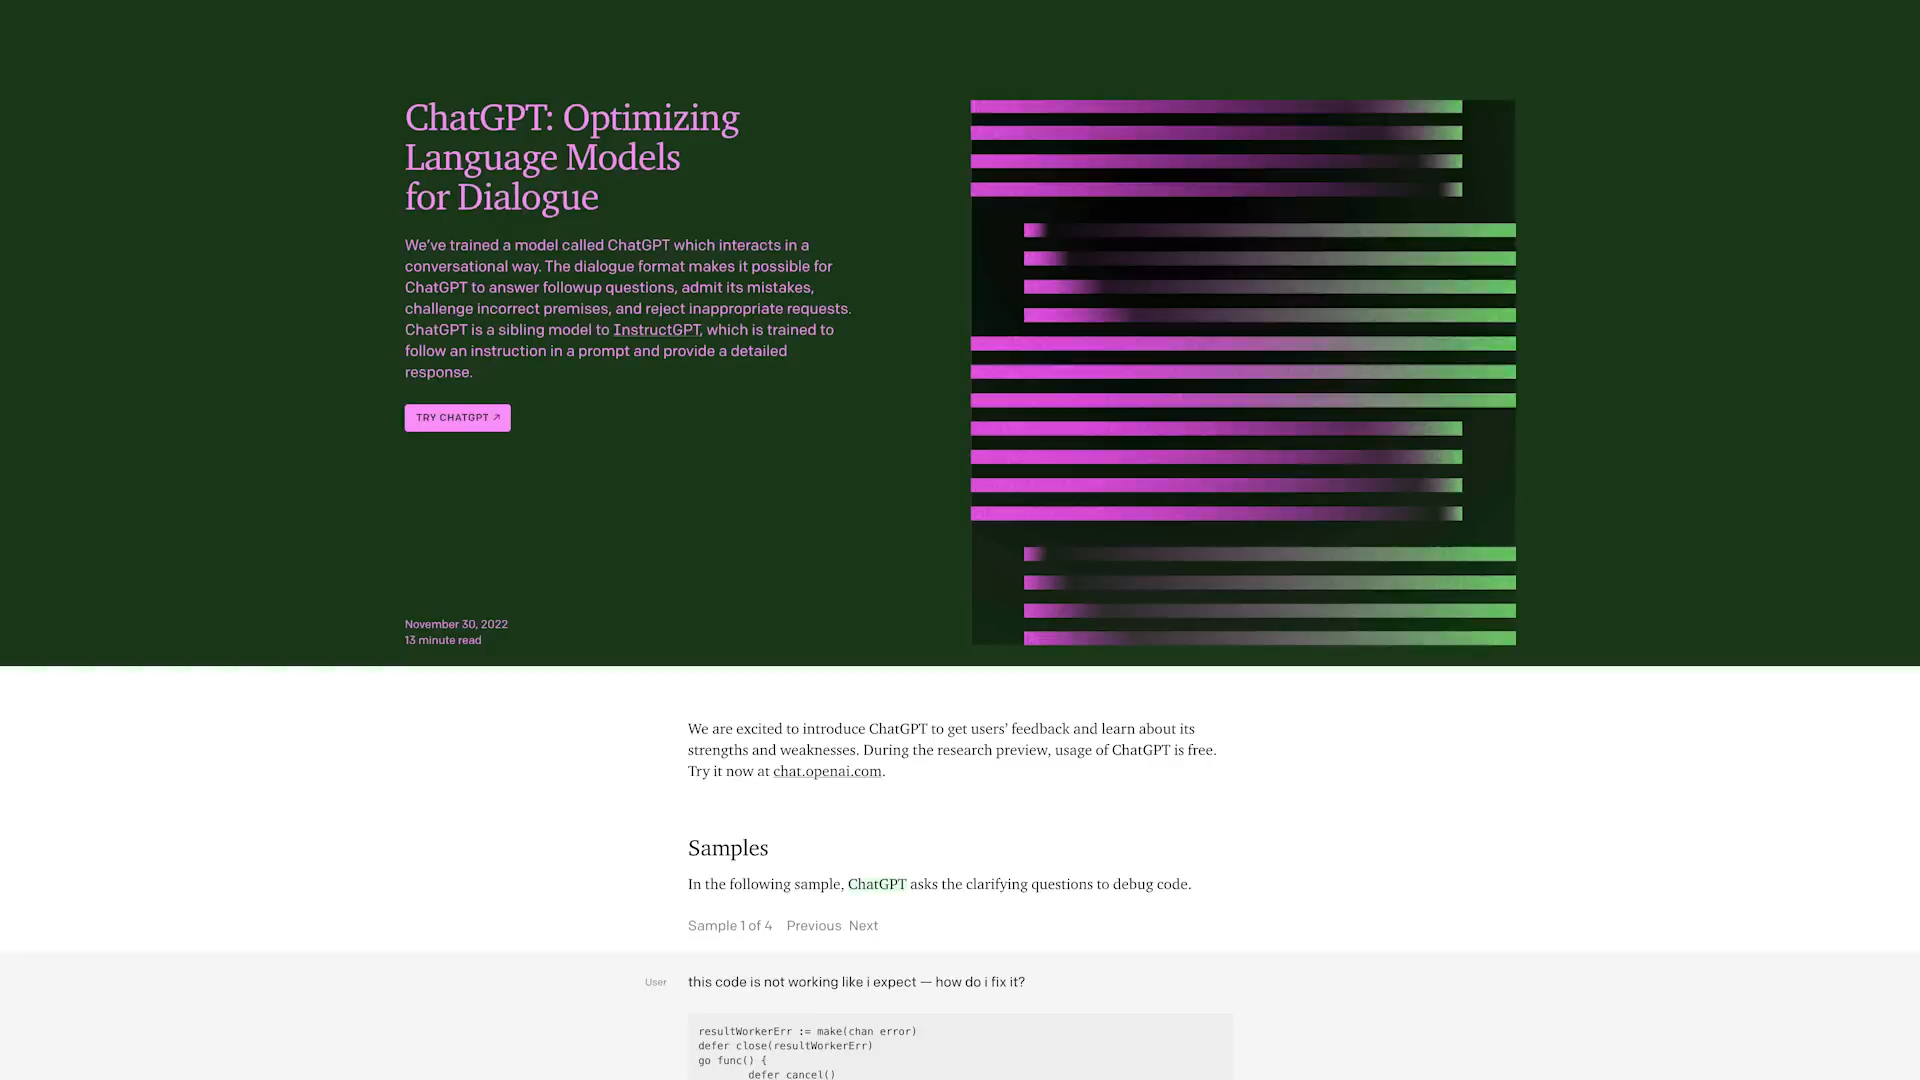 ChatGPT: Optimizing
Language Models
for Dialogue
We’ve trained a model called ChatGPT which interacts in a
conversational way. The dialogue format makes it possible for
ChatGPT to answer followup questions, admit its mistakes,
challenge incorrect premises, and reject inappropriate requests.
ChatGPT is a sibling model to InstructGPT, which is trained to
follow an instruction in a prompt and provide a detailed
response.
TRY CHATGPT ↗
November 30, 2022
13 minute read
We are excited to introduce ChatGPT to get users’ feedback and learn about its
strengths and weaknesses. During the research preview, usage of ChatGPT is free.
Try it now at chat.openai.com.
Samples
In the following sample, ChatGPT asks the clarifying questions to debug code.
Sample 1 of 4 Previous Next
User this code is not working like i expect — how do i fix it?
resultWorkerErr := make(chan error)
defer close(resultWorkerErr)
go func() {
defer cancel()